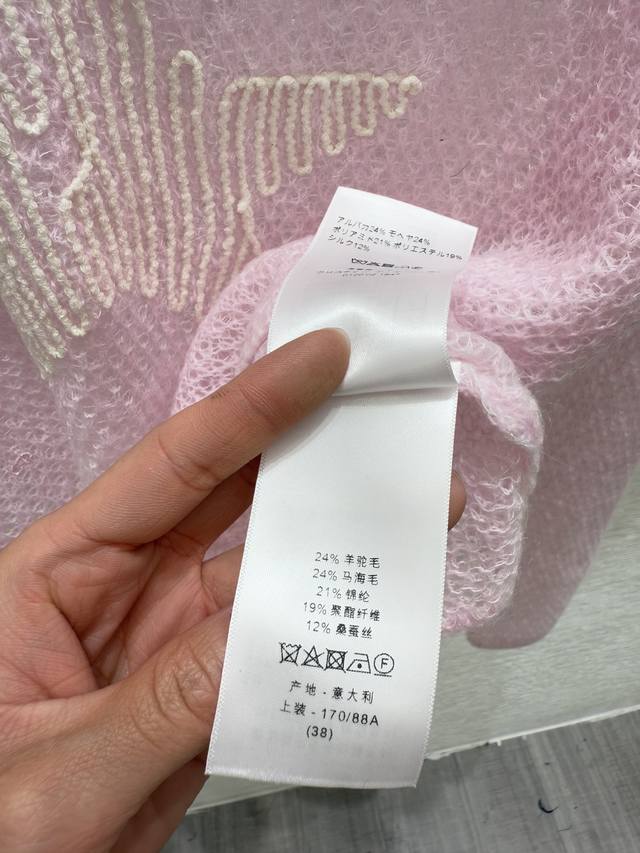 アルパカ24% モヘヤ24%
ポリアミド21% ポリエステル19%
シルク12%
24% 羊驼毛
24% 马海毛
21% 锦纶
19% 聚酯纤维
12% 桑蚕丝
F
产地 - 意大利
上装 - 170/88A
(38)